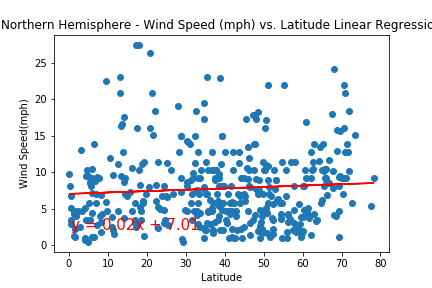 Northern Hemisphere - Wind Speed (mph) vs. Latitude Linear Regressio
25
20
15
10
5
0
Wind Speed(mph)
y = 0.02x + 7.01
0 10 20 30 40 50 60 70 80
Latitude